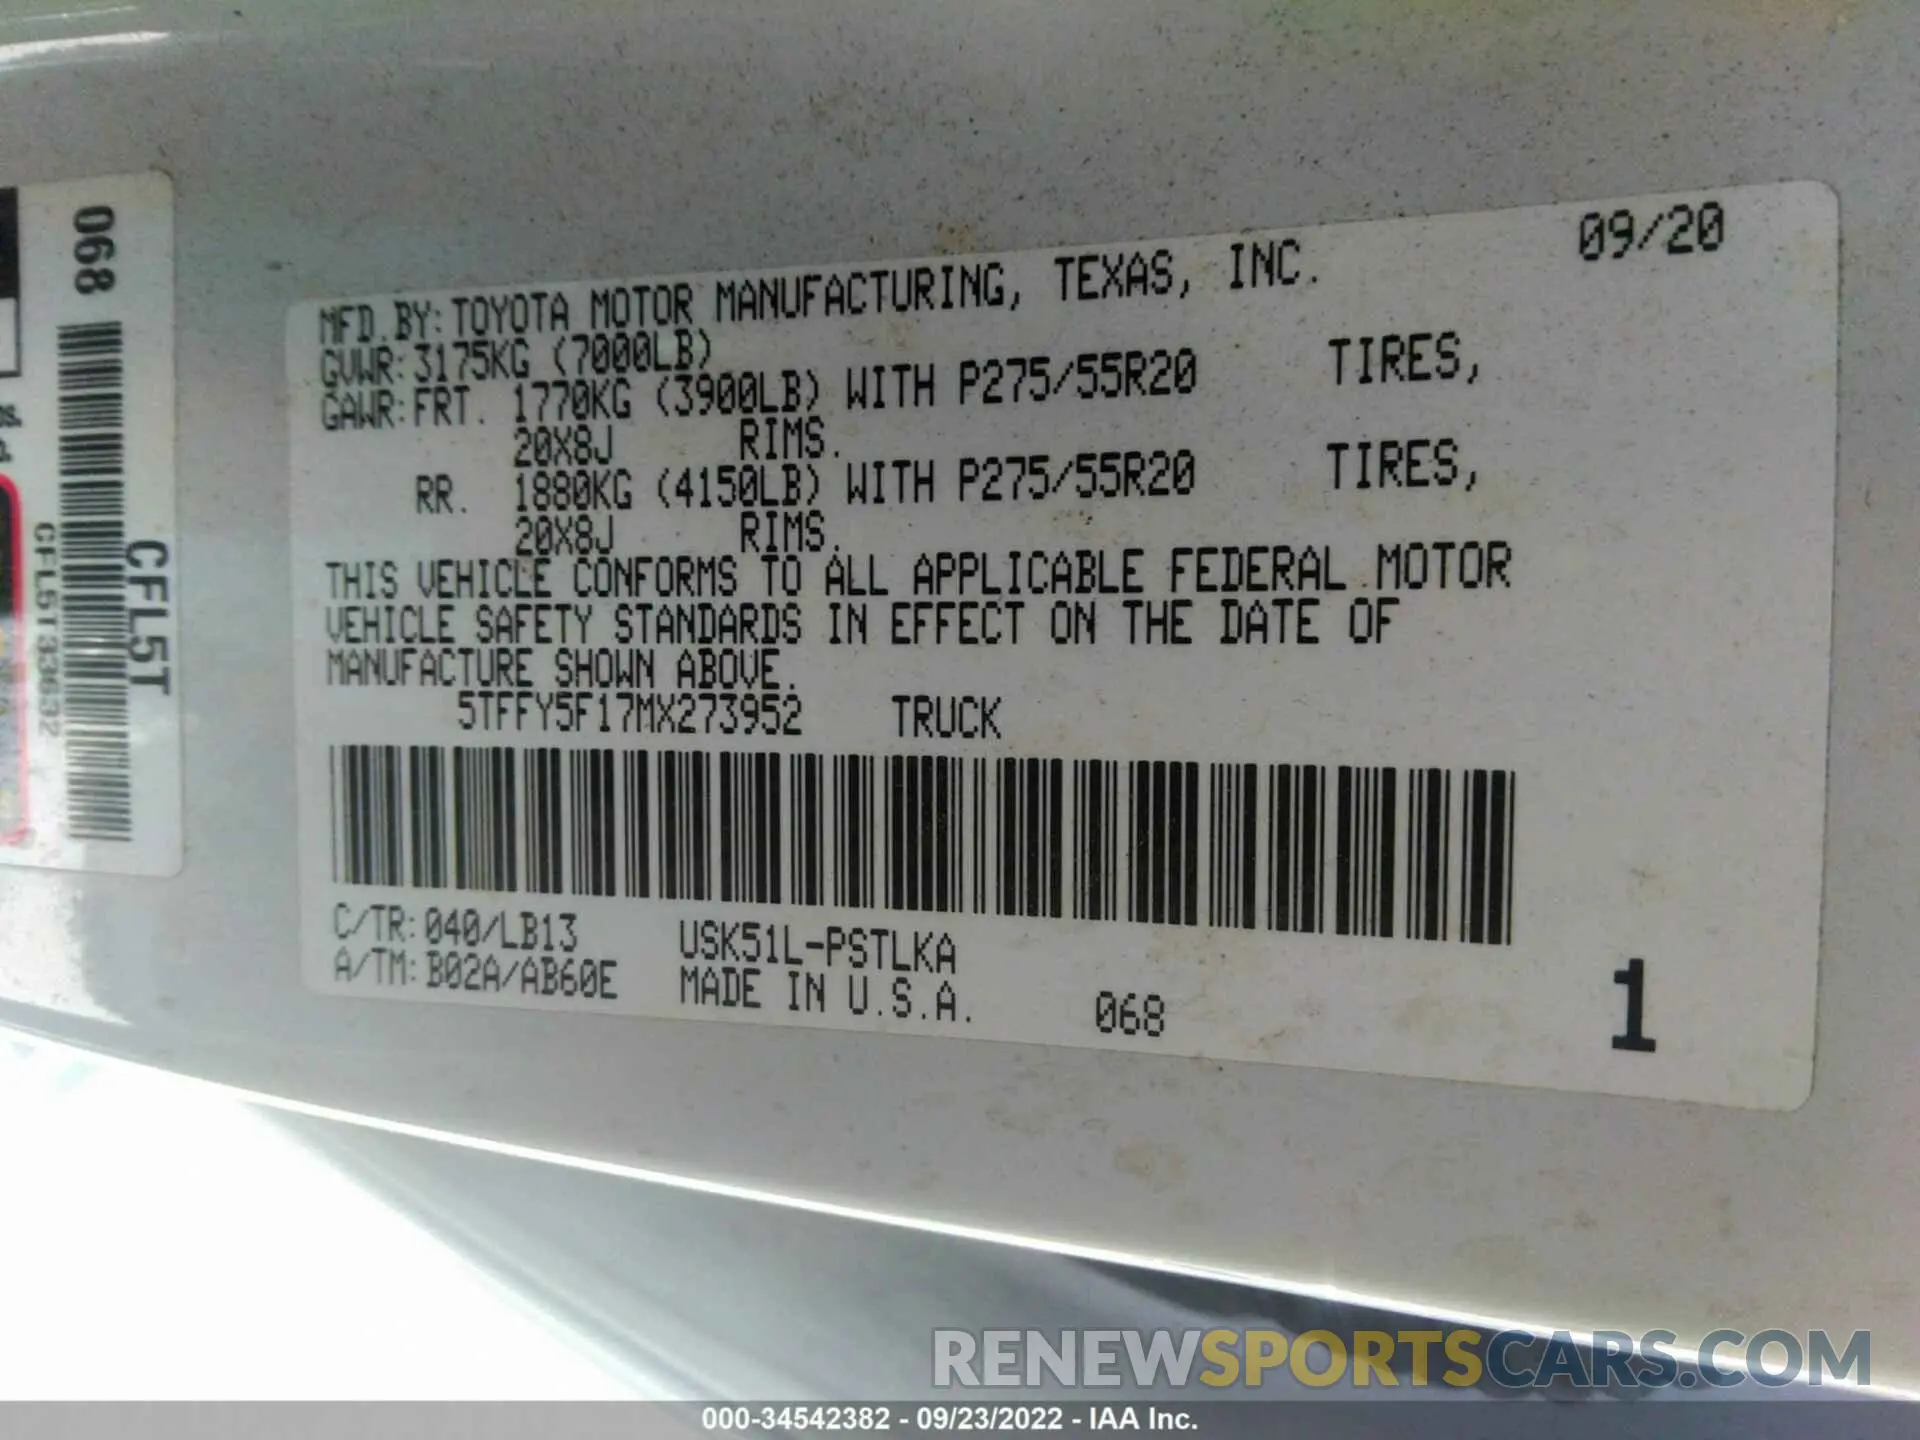 068
CFL5T
CFL5T33632
09/20
MFD.BY:TOYOTA MOTOR MANUFACTURING, TEXAS, INC.
GVWR:3175KG (7000LB)
GAWR:FRT. 1770KG (3900LB) WITH P275/55R20 TIRES,
20X8J RIMS.
RR. 1880KG (4150LB) WITH P275/55R20 TIRES,
20X8J RIMS.
THIS VEHICLE CONFORMS TO ALL APPLICABLE FEDERAL MOTOR
VEHICLE SAFETY STANDARDS IN EFFECT ON THE DATE OF
MANUFACTURE SHOWN ABOVE.
5TFFY5F17MX273952 TRUCK
C/TR:040/LB13 USK51L-PSTLKA
A/TM:B02A/AB60E MADE IN U.S.A. 068
1
RENEWSPORTSCARS.COM
000-34542382 - 09/23/2022 - IAA Inc.